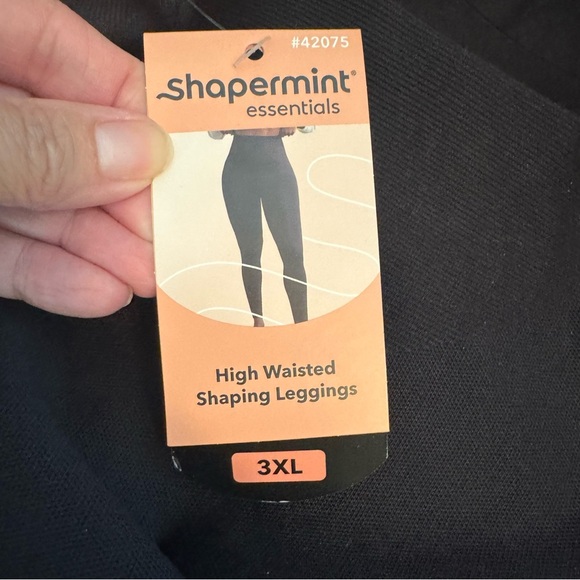 #42075
shapermint®
essentials
High Waisted
Shaping Leggings
3XL